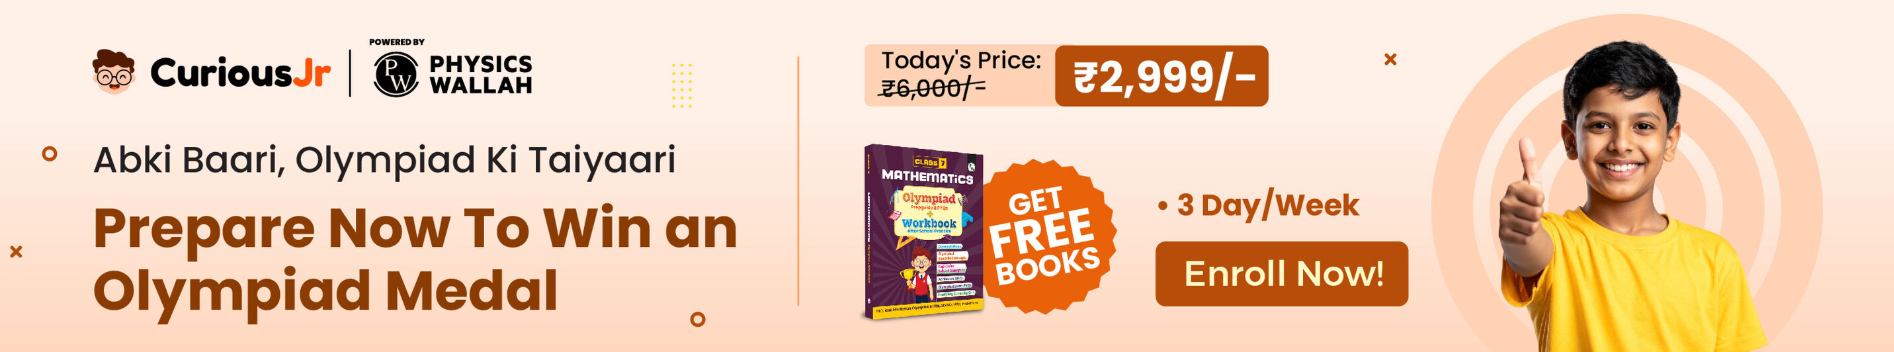 CuriousJr
POWERED BY
PW
PHYSICS
WALLAH
Abki Baari, Olympiad Ki Taiyaari
Prepare Now To Win an
Olympiad Medal
Today's Price:
₹6,000/-
₹2,999/-
CLASS 7
MATHEMATICS
Olympiad
+
Workbook
GET
FREE
BOOKS
• 3 Day/Week
Enroll Now!